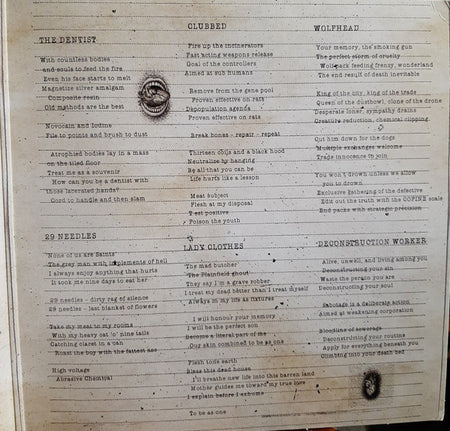 THE DENTIST
With countless bodies
and souls to feed the fire
Even his face starts to melt
Magnetize silver amalgam
Composite resin
Old methods are the best
Novocain and Iodine
File to points and brush to dust
Atrophied bodies lay in a mass
on the tiled floor
Treat me as a souvenir
How can you be a dentist with
those lacerated hands?
Cord to handle and then slam
CLUBBED
Fire up the incinerators
Fast acting weapons release
Goal of the controllers
Aimed at sub humans
Remove from the gene pool
Proven effective on rats
Depopulation agenda
Proven effective on rats
Break bones - repair - repeat
Thirteen coils and a black hood
Neutralise by hanging
Be all that you can be
Life hurts like a lesson
Meat subject
Flesh at my disposal
Test positive
Poison the youth
WOLFHEAD
Your memory, the smoking gun
The perfect storm of cruelty
Wolf pack feeding frenzy, wonderland
The end result of death inevitable
King of the city, king of the trade
Queen of the dustbowl, clone of the drone
Desperate inner, sympathy drains
Creature reduction, chemical clipping
Cut him down for the dogs
Multiple exchanges welcome
Trade innocence to join
You won't drown unless we allow
you to drown
Exclusive gathering of the defective
Edit out the truth with the COPINE scale
End packs with strategic precision
29 NEEDLES
None of us are Saints
The grey man with implements of hell
I always enjoy anything that hurts
It took me nine days to eat her
29 needles - dirty rag of silence
29 needles - last blanket of flowers
Take my meat to my rooms
With my heavy cat 'o' nine tails
Catching claret in a can
Roast the boy with the fattest ass
High voltage
Abrasive Chemical
LADY CLOTHES
The mad butcher
The Plainfield ghoul
They say I'm a grave robber
I treat my dead better than I treat myself
Always in my life as fixtures
I will honour your memory
I will be the perfect son
Become a literal part of me
Our skin combined to be as one
Flesh tone earth
Bless this dead house
I'll breathe new life into this barren land
Mother guides me toward my true love
I explain before I exhume
To be as one
DECONSTRUCTION WORKER
Alive, unwell, and living among you
Deconstructing your sin
Waste the person you are
Deconstructing your soul
Sabotage is a deliberate action
Aimed at weakening corporation
Bloodline of sewerage
Deconstructing your routine
Apply for everything beneath you
Climbing into your death bed